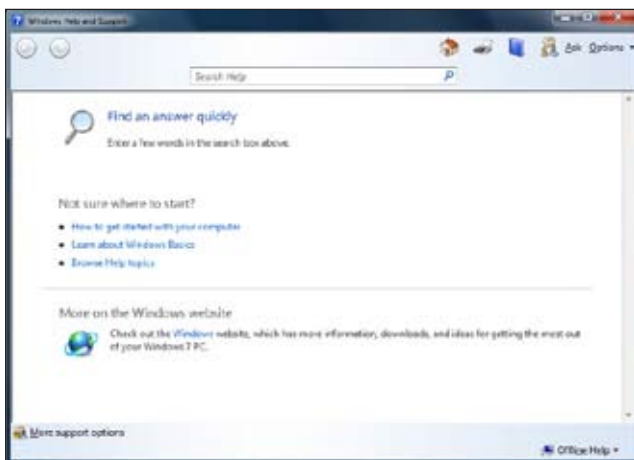 Windows Help and Support
Ask Options
Search Help
Find an answer quickly
Enter a few words in the search box above.
Not sure where to start?
How to get started with your computer
Learn about Windows Basics
Browse Help topics
More on the Windows website
Check out the Windows website, which has more information, downloads, and ideas for getting the most out
of your Windows 7 PC.
More support options
Office Help